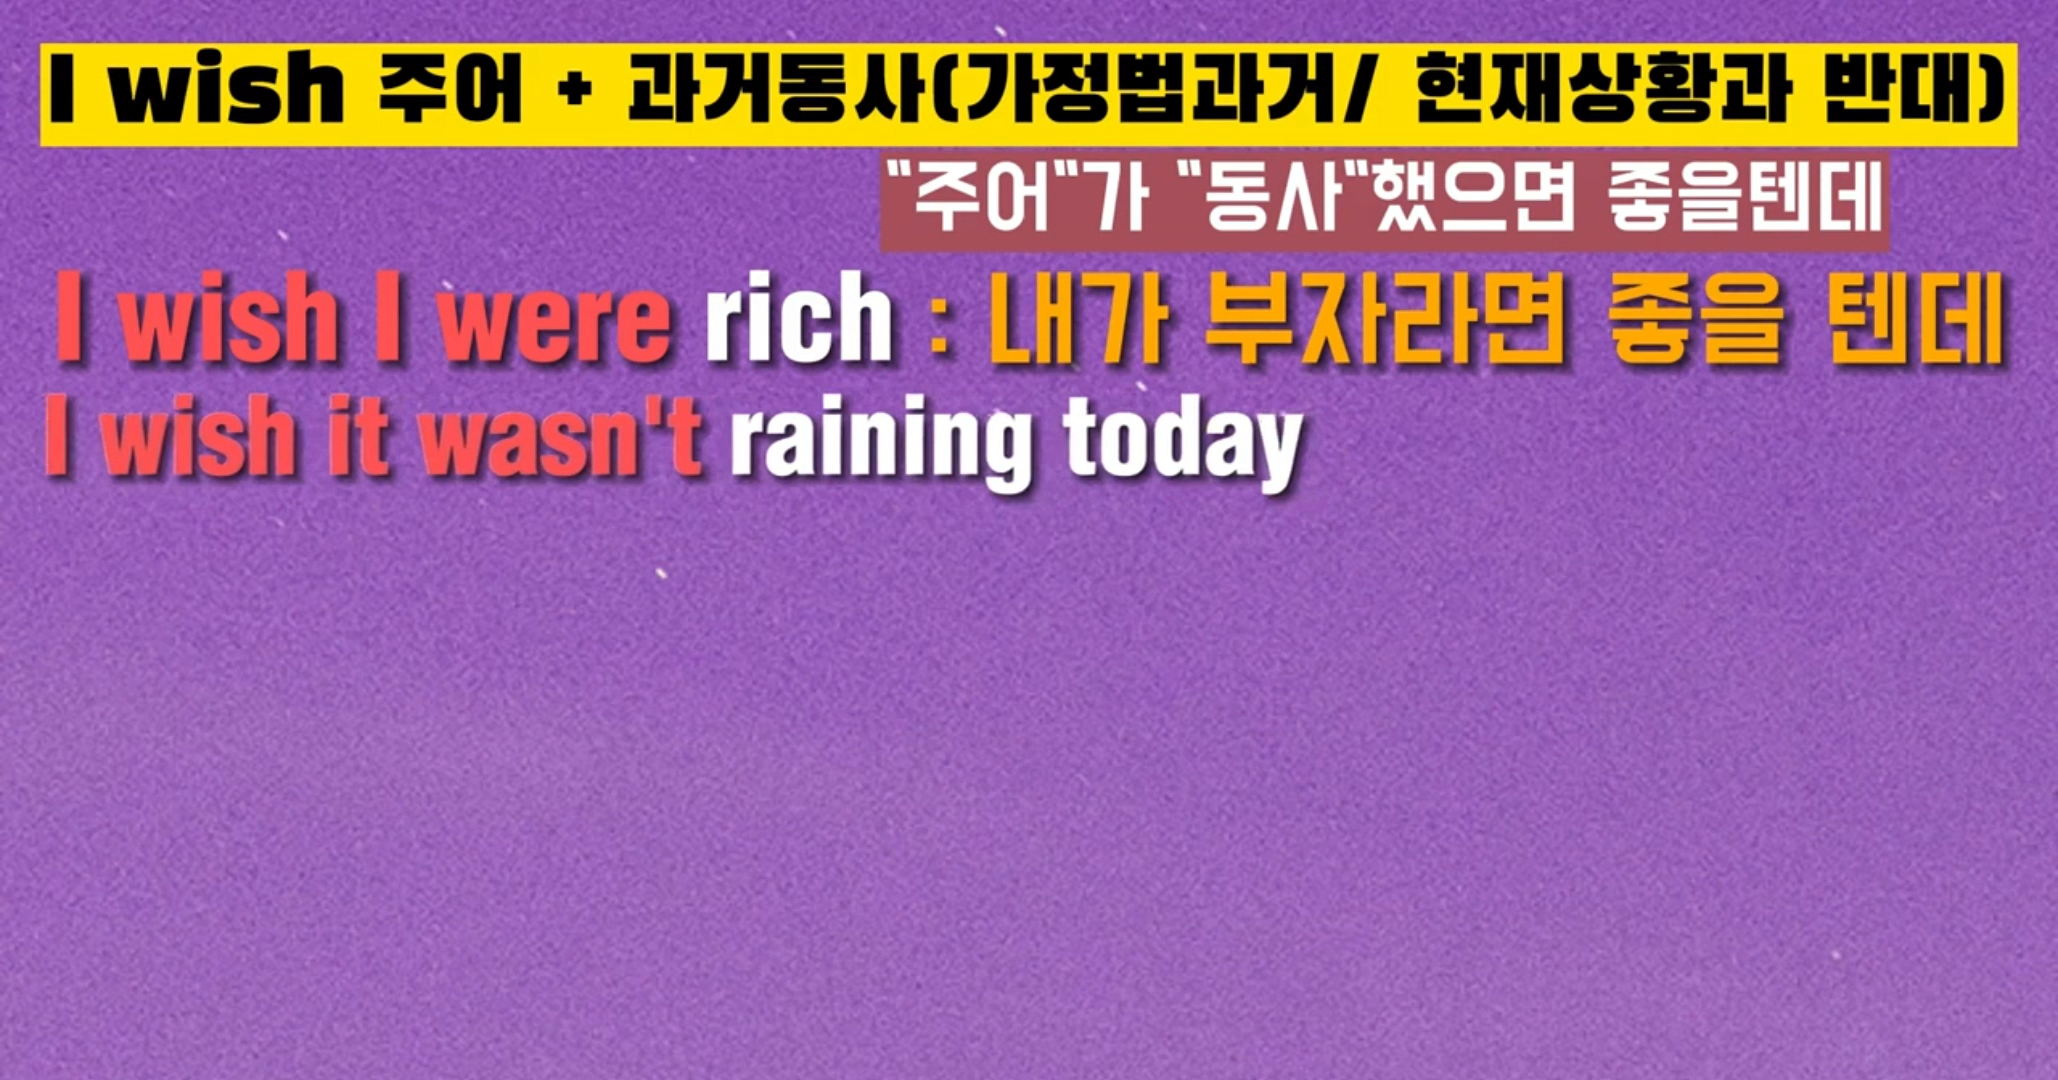 I wish 주어 + 과거동사(가정법과거/ 현재상황과 반대)
"주어"가 "동사"했으면 좋을텐데
I wish I were rich : 내가 부자라면 좋을 텐데
I wish it wasn't raining today